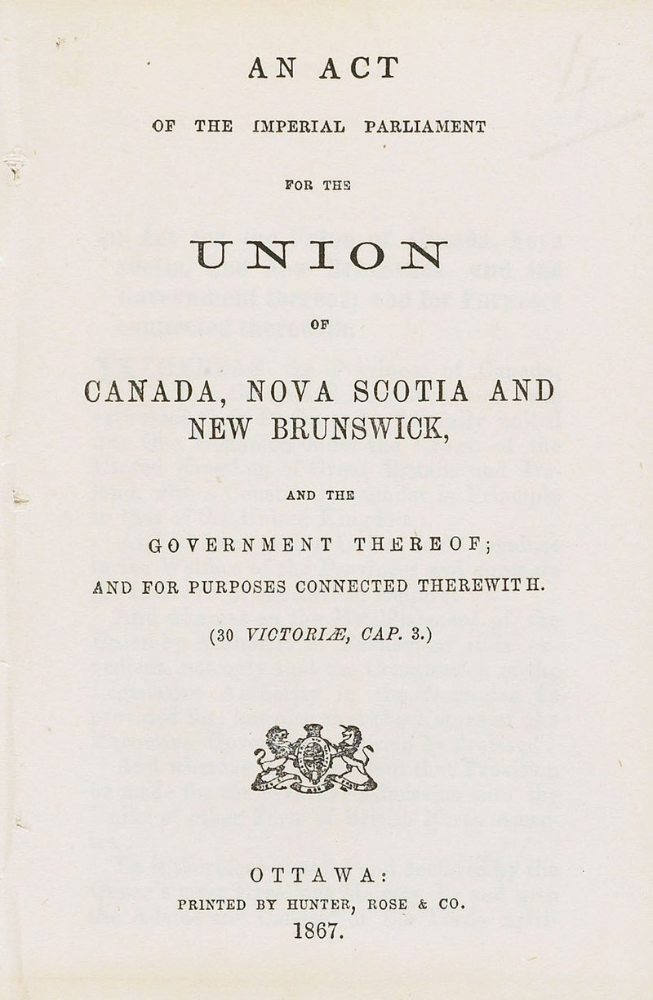 AN ACT
OF THE IMPERIAL PARLIAMENT
FOR THE
UNION
OF
CANADA, NOVA SCOTIA AND
NEW BRUNSWICK,
AND THE
GOVERNMENT THEREOF;
AND FOR PURPOSES CONNECTED THEREWITH.
(30 VICTORIÆ, CAP. 3.)
OTTAWA:
PRINTED BY HUNTER, ROSE & CO.
1867.